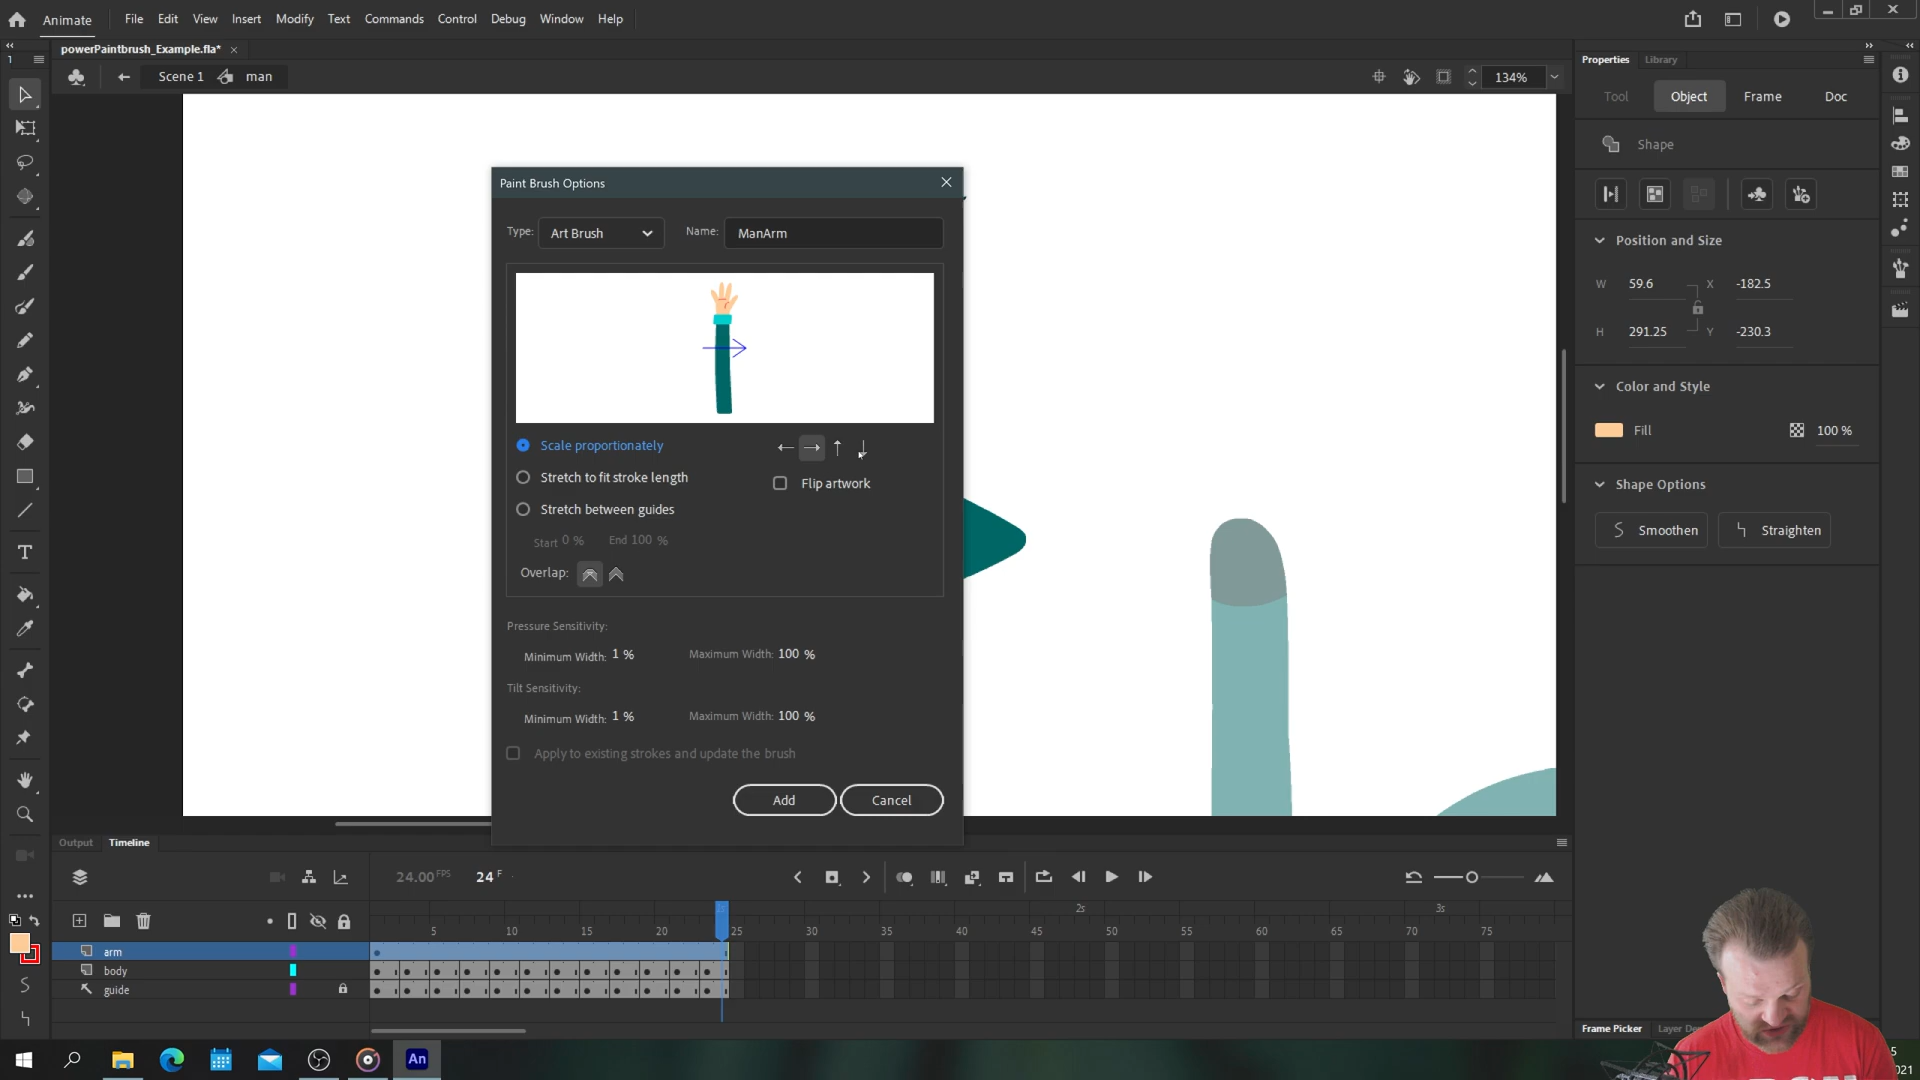 Animate File Edit View Insert Modify Text Commands Control Debug Window Help
powerPaintbrush_Example.fla*
1
Scene 1 man 134%
Properties Library
Tool Object Frame Doc
Shape
Position and Size
W 59.6 X -182.5
H 291.25 Y -230.3
Color and Style
Fill 100 %
Shape Options
Smoothen Straighten
Paint Brush Options
Type: Art Brush Name: ManArm
Scale proportionately
Stretch to fit stroke length Flip artwork
Stretch between guides
Start 0 % End 100 %
Overlap:
Pressure Sensitivity:
Minimum Width: 1 % Maximum Width: 100 %
Tilt Sensitivity:
Minimum Width: 1 % Maximum Width: 100 %
Apply to existing strokes and update the brush
Add Cancel
Output Timeline
24.00 FPS 24 F
1s 2s 3s
5 10 15 20 25 30 35 40 45 50 55 60 65 70 75
arm
body
guide
Frame Picker
An